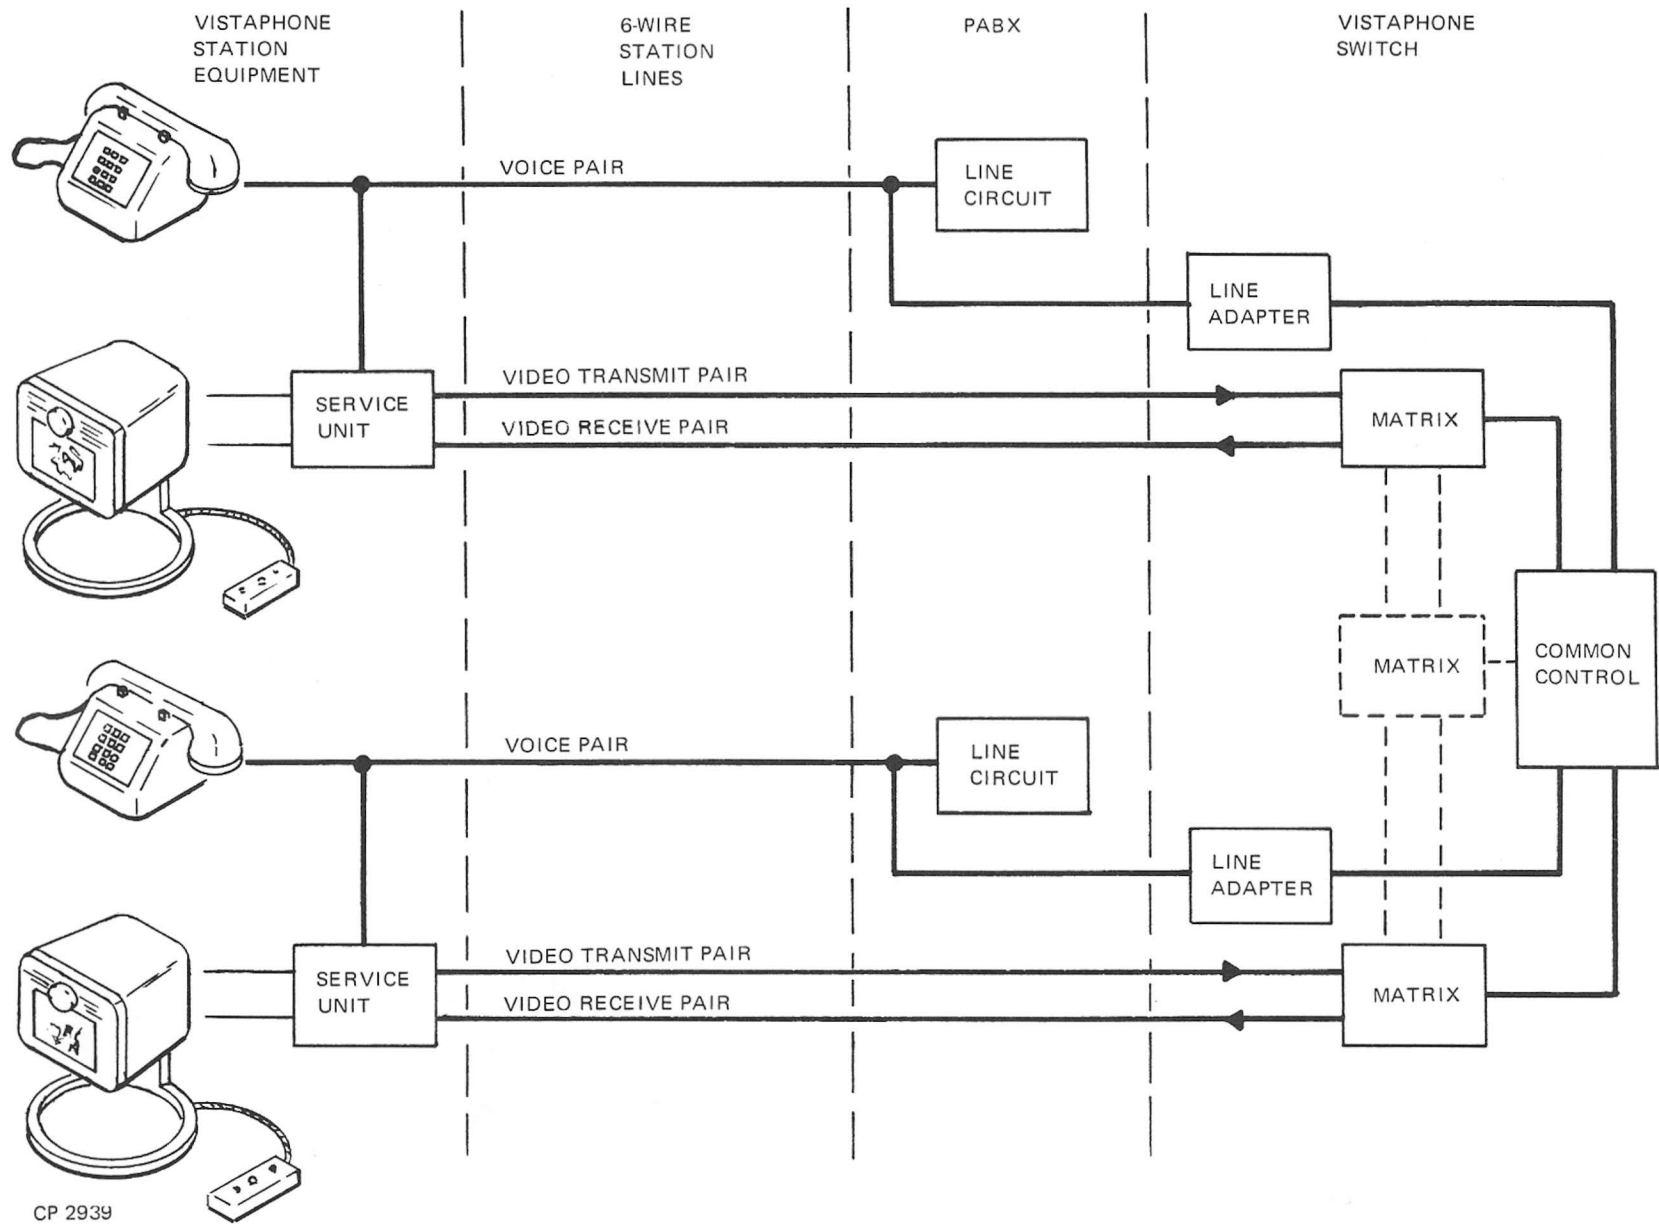 VISTAPHONE
STATION
EQUIPMENT
6-WIRE
STATION
LINES
PABX
VISTAPHONE
SWITCH
VOICE PAIR
LINE
CIRCUIT
LINE
ADAPTER
SERVICE
UNIT
VIDEO TRANSMIT PAIR
VIDEO RECEIVE PAIR
MATRIX
MATRIX
COMMON
CONTROL
VOICE PAIR
LINE
CIRCUIT
LINE
ADAPTER
SERVICE
UNIT
VIDEO TRANSMIT PAIR
VIDEO RECEIVE PAIR
MATRIX
CP 2939